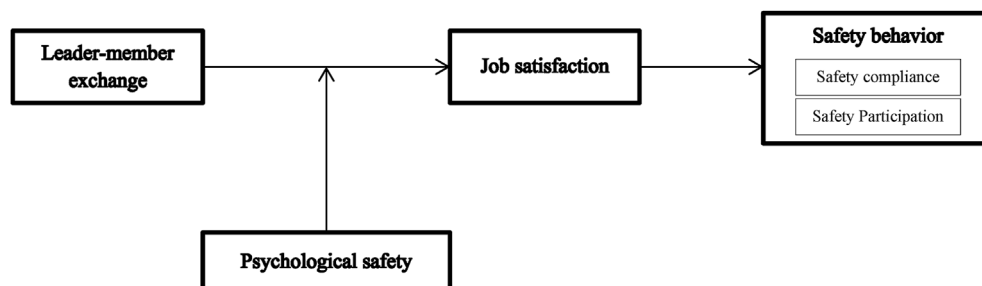 Leader-member
exchange
Job satisfaction
Safety behavior
Safety compliance
Safety Participation
Psychological safety